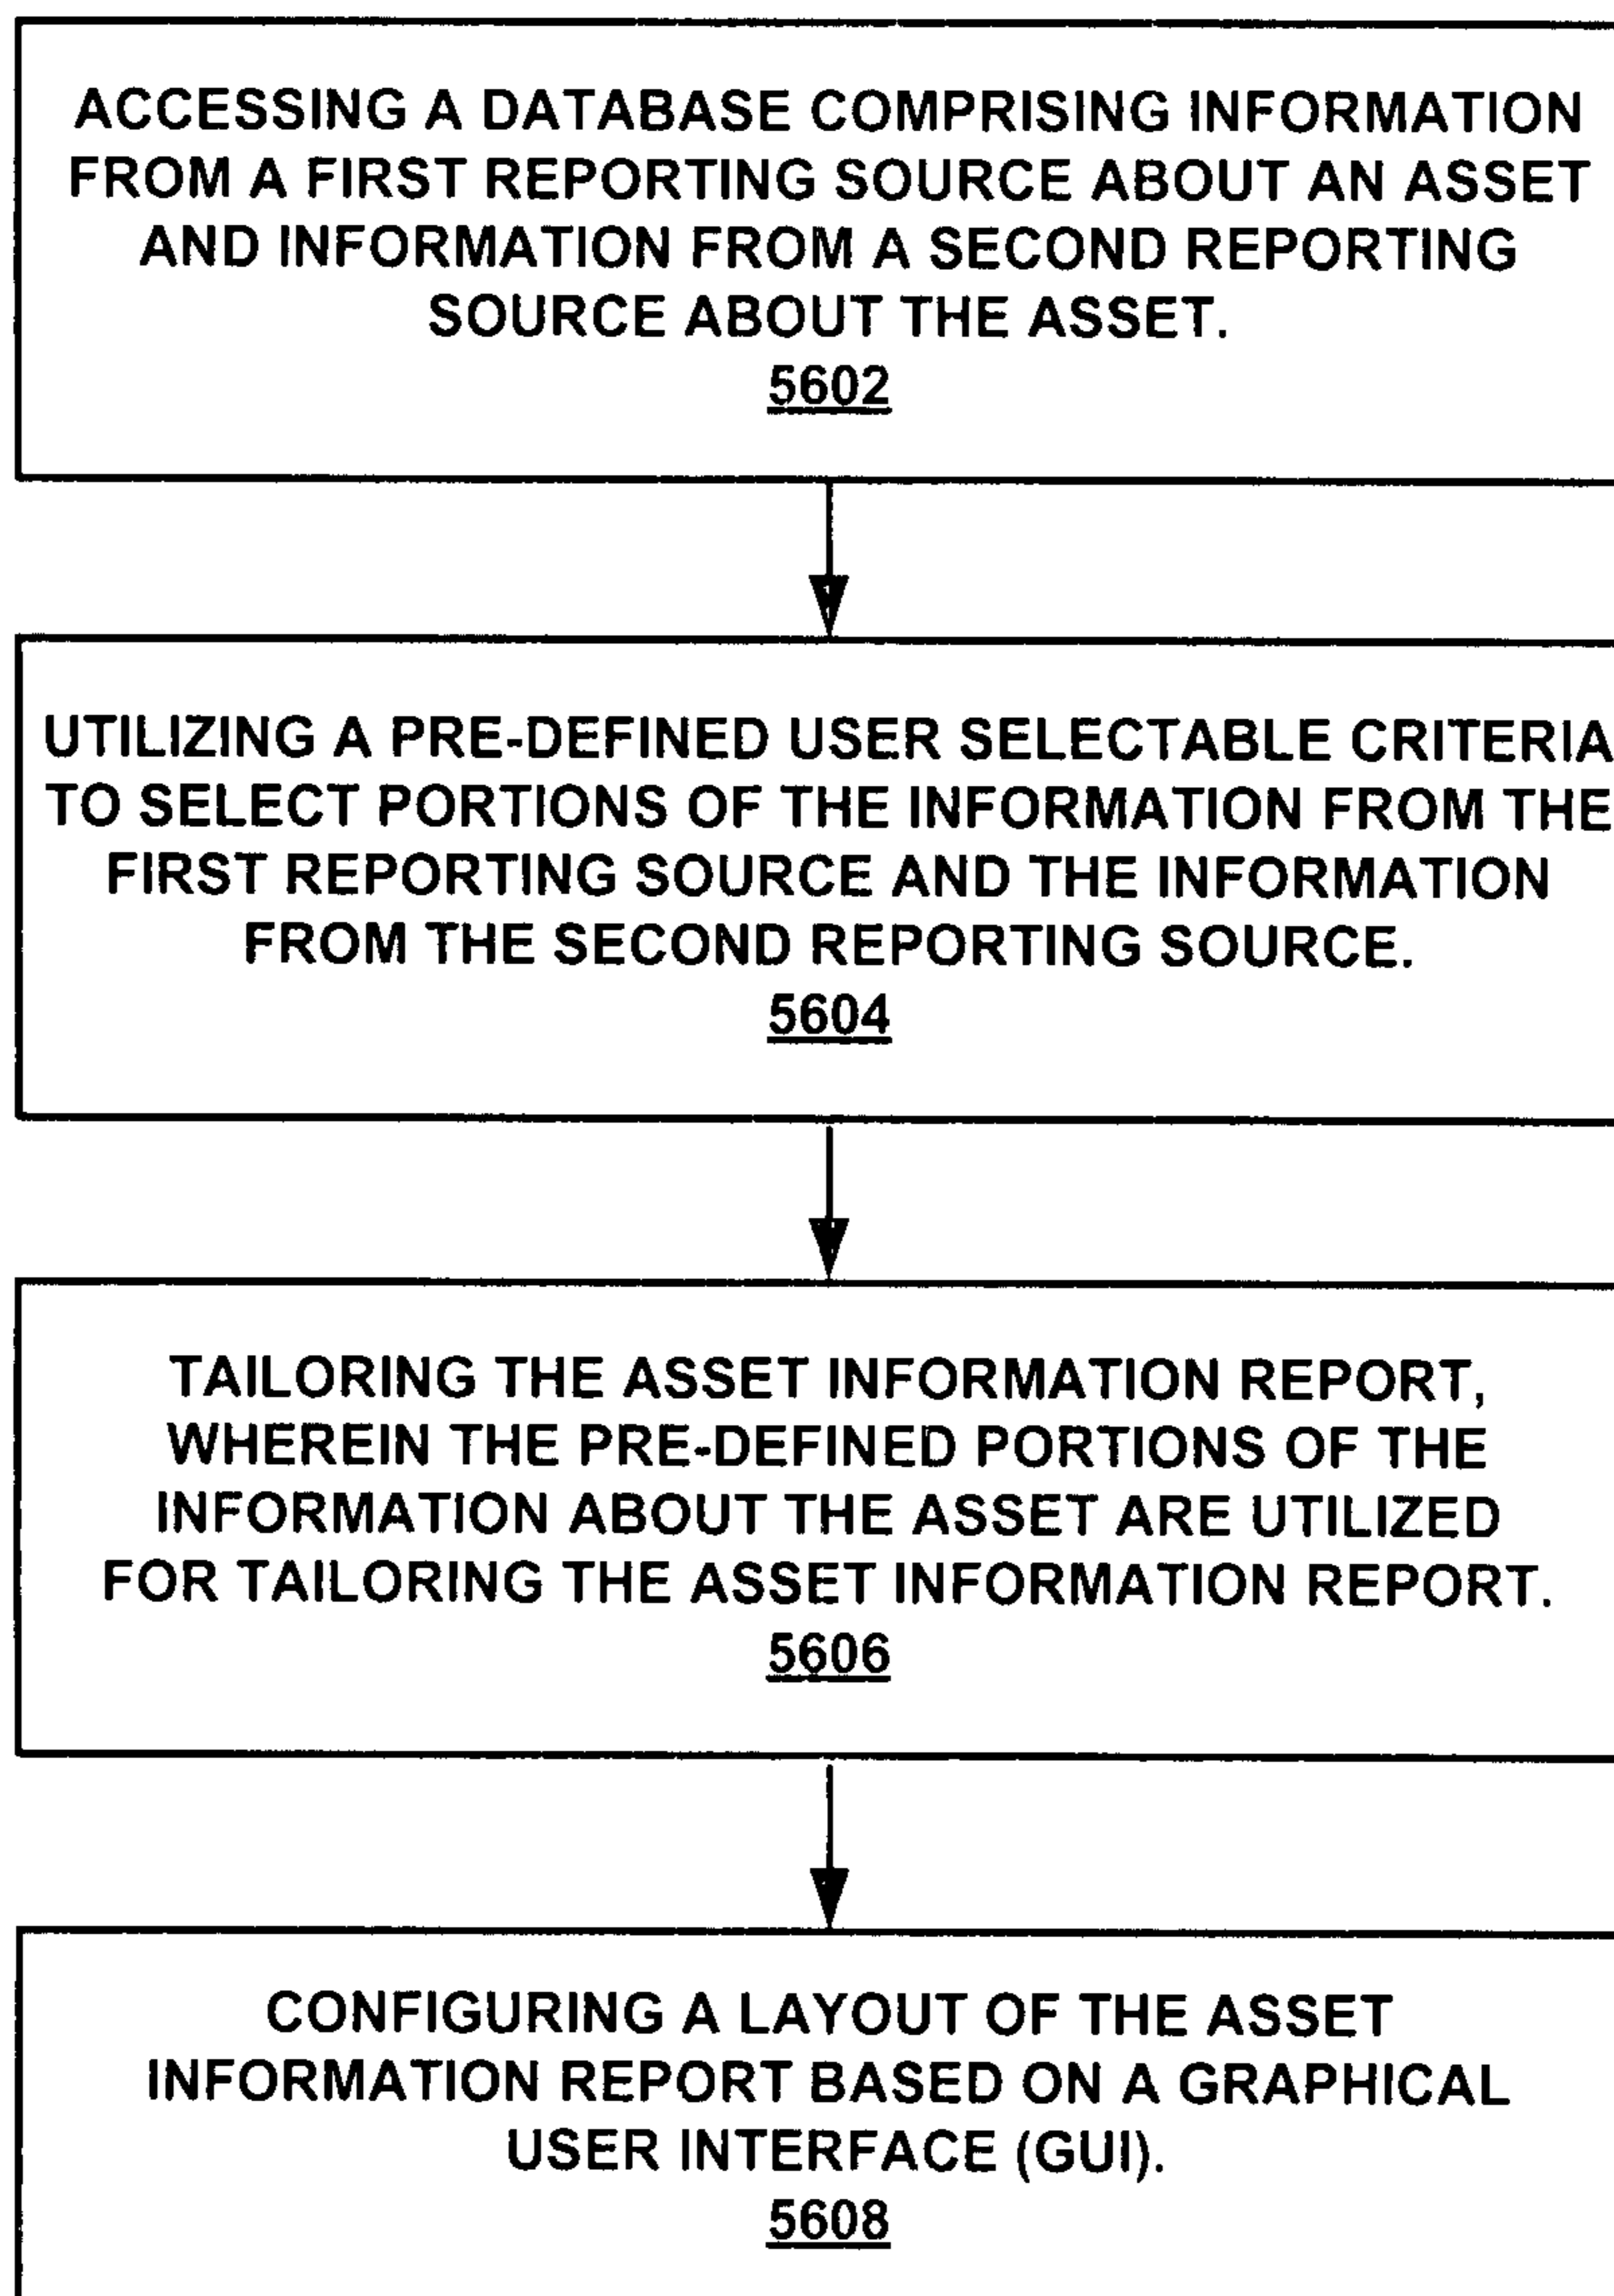 ACCESSING A DATABASE COMPRISING INFORMATION
FROM A FIRST REPORTING SOURCE ABOUT AN ASSET
AND INFORMATION FROM A SECOND REPORTING
SOURCE ABOUT THE ASSET.
5602
UTILIZING A PRE-DEFINED USER SELECTABLE CRITERIA
TO SELECT PORTIONS OF THE INFORMATION FROM THE
FIRST REPORTING SOURCE AND THE INFORMATION
FROM THE SECOND REPORTING SOURCE.
5604
TAILORING THE ASSET INFORMATION REPORT,
WHEREIN THE PRE-DEFINED PORTIONS OF THE
INFORMATION ABOUT THE ASSET ARE UTILIZED
FOR TAILORING THE ASSET INFORMATION REPORT.
5606
CONFIGURING A LAYOUT OF THE ASSET
INFORMATION REPORT BASED ON A GRAPHICAL
USER INTERFACE (GUI).
5608